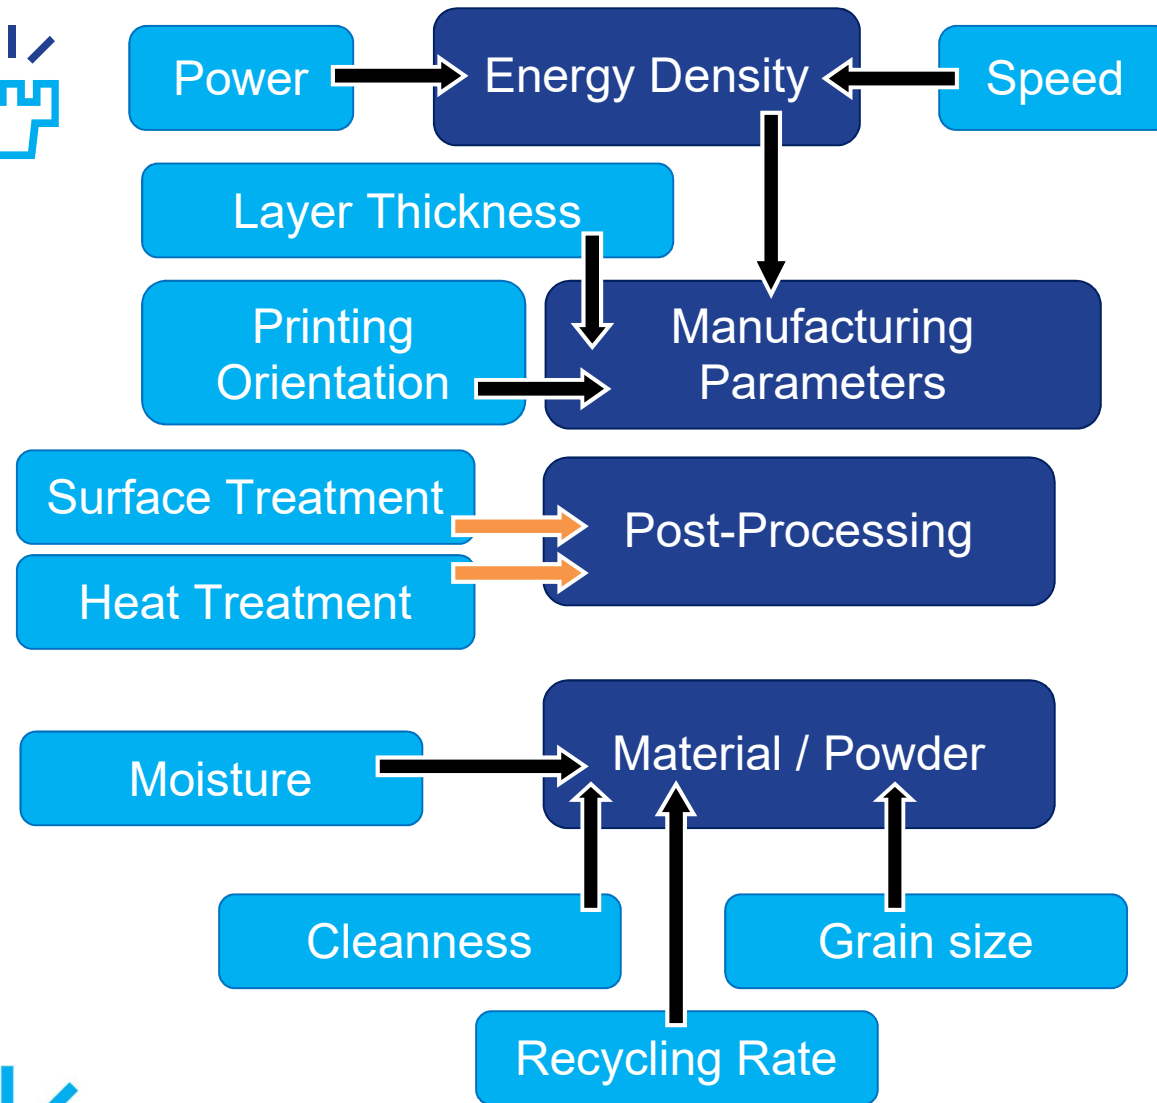 Power
Energy Density
Speed
Layer Thickness
Printing
Orientation
Manufacturing
Parameters
Surface Treatment
Post-Processing
Heat Treatment
Material / Powder
Moisture
Cleanness
Grain size
Recycling Rate